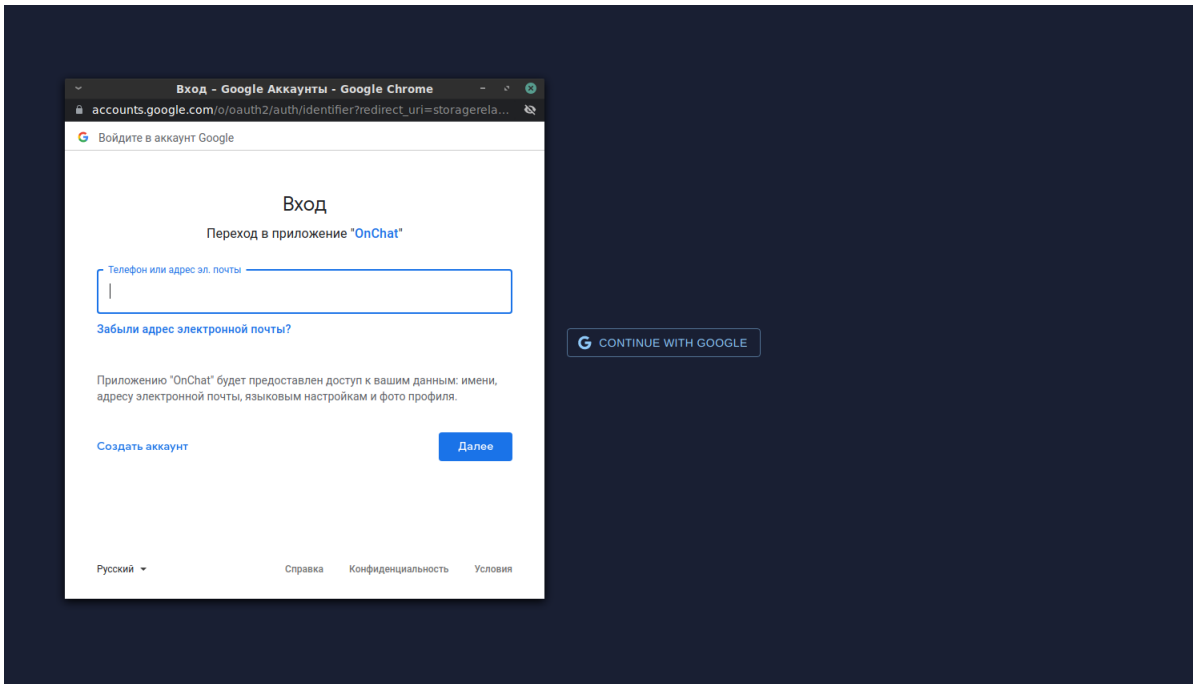 Вход – Google Аккаунты - Google Chrome
accounts.google.com/o/oauth2/auth/identifier?redirect_uri=storagerela...
Войдите в аккаунт Google
Вход
Переход в приложение "OnChat"
Телефон или адрес эл. почты
Забыли адрес электронной почты?
Приложению "OnChat" будет предоставлен доступ к вашим данным: имени,
адресу электронной почты, языковым настройкам и фото профиля.
Создать аккаунт
Далее
Русский
Справка
Конфиденциальность
Условия
CONTINUE WITH GOOGLE